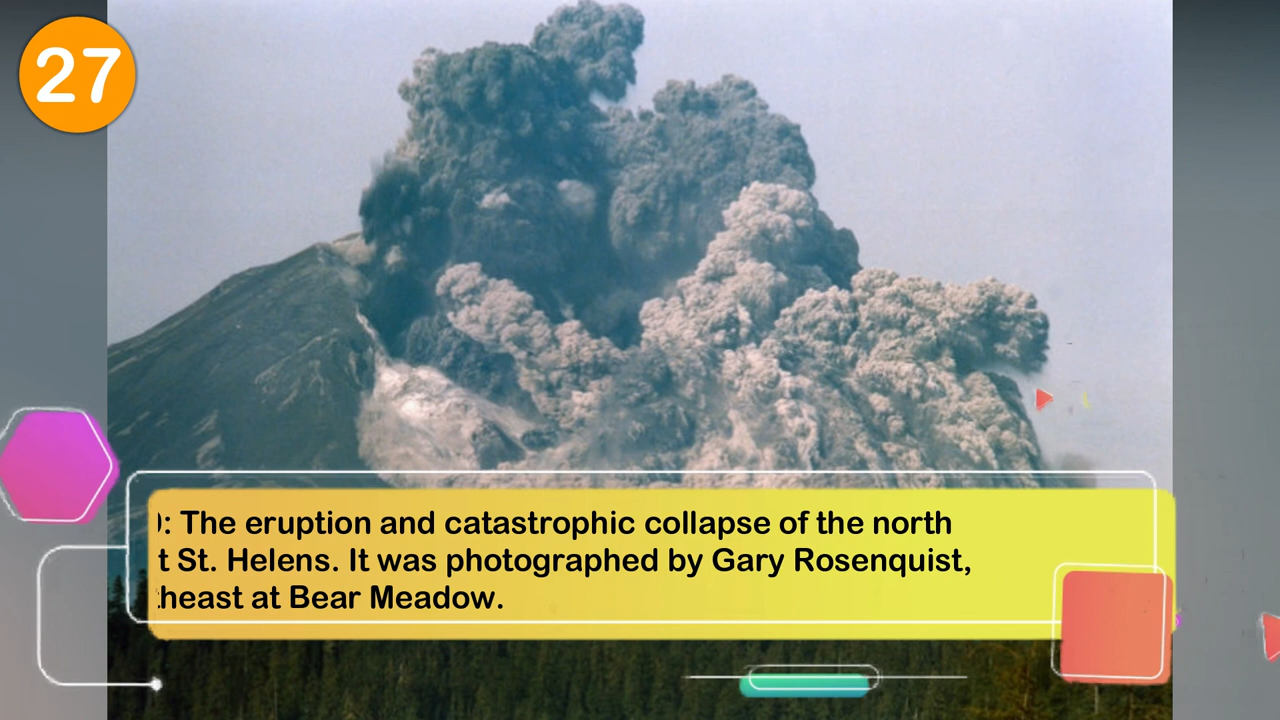 27
: The eruption and catastrophic collapse of the north
t St. Helens. It was photographed by Gary Rosenquist,
heast at Bear Meadow.